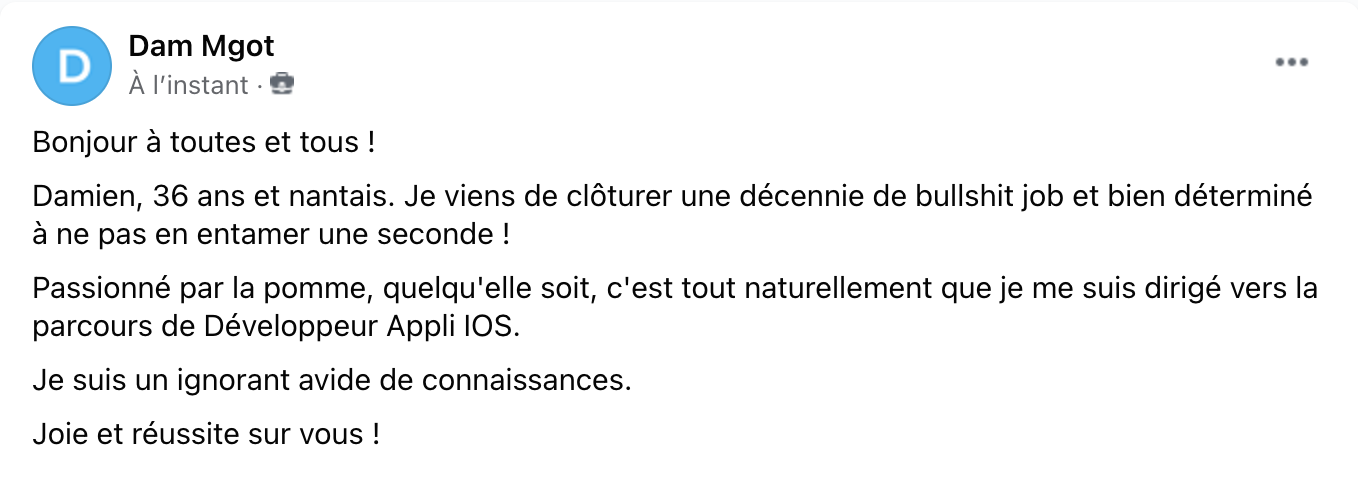 D
Dam Mgot
À l’instant ·
Bonjour à toutes et tous !
Damien, 36 ans et nantais. Je viens de clôturer une décennie de bullshit job et bien déterminé
à ne pas en entamer une seconde !
Passionné par la pomme, quelqu'elle soit, c'est tout naturellement que je me suis dirigé vers la
parcours de Développeur Appli IOS.
Je suis un ignorant avide de connaissances.
Joie et réussite sur vous !